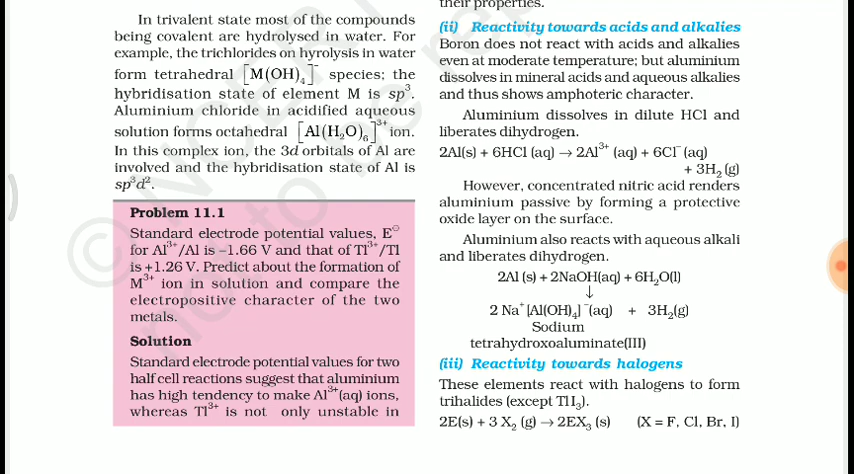 In trivalent state most of the compounds
being covalent are hydrolysed in water. For
example, the trichlorides on hyrolysis in water
form tetrahedral [M(OH)₄]⁻ species; the
hybridisation state of element M is sp³.
Aluminium chloride in acidified aqueous
solution forms octahedral [Al(H₂O)₆]³⁺ ion.
In this complex ion, the 3d orbitals of Al are
involved and the hybridisation state of Al is
sp³d².
Problem 11.1
Standard electrode potential values, E⊖
for Al³⁺/Al is –1.66 V and that of Tl³⁺/Tl
is +1.26 V. Predict about the formation of
M³⁺ ion in solution and compare the
electropositive character of the two
metals.
Solution
Standard electrode potential values for two
half cell reactions suggest that aluminium
has high tendency to make Al³⁺(aq) ions,
whereas Tl³⁺ is not only unstable in
their properties.
(ii) Reactivity towards acids and alkalies
Boron does not react with acids and alkalies
even at moderate temperature; but aluminium
dissolves in mineral acids and aqueous alkalies
and thus shows amphoteric character.
Aluminium dissolves in dilute HCl and
liberates dihydrogen.
2Al(s) + 6HCl (aq) → 2Al³⁺ (aq) + 6Cl⁻ (aq)
+ 3H₂ (g)
However, concentrated nitric acid renders
aluminium passive by forming a protective
oxide layer on the surface.
Aluminium also reacts with aqueous alkali
and liberates dihydrogen.
2Al (s) + 2NaOH(aq) + 6H₂O(l)
↓
2 Na⁺ [Al(OH)₄]⁻(aq) + 3H₂(g)
Sodium
tetrahydroxoaluminate(III)
(iii) Reactivity towards halogens
These elements react with halogens to form
trihalides (except TlI₃).
2E(s) + 3 X₂ (g) → 2EX₃ (s) (X = F, Cl, Br, I)